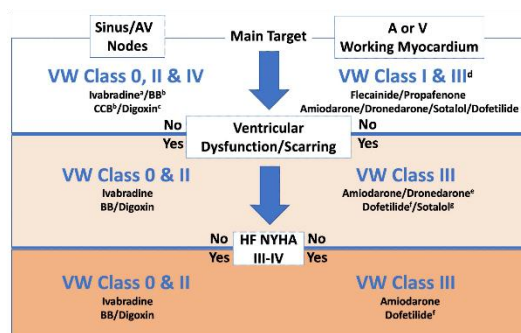 Sinus/AV
Nodes
Main Target
A or V
Working Myocardium
VW Class 0, II & IV
Ivabradineᵃ/BBᵇ
CCBᵇ/Digoxinᶜ
VW Class I & IIIᵈ
Flecainide/Propafenone
Amiodarone/Dronedarone/Sotalol/Dofetilide
No
Yes
Ventricular
Dysfunction/Scarring
No
Yes
VW Class 0 & II
Ivabradine
BB/Digoxin
VW Class III
Amiodarone/Dronedaroneᵉ
Dofetilideᶠ/Sotalolᵍ
No
Yes
HF NYHA
III-IV
No
Yes
VW Class 0 & II
Ivabradine
BB/Digoxin
VW Class III
Amiodarone
Dofetilideᶠ